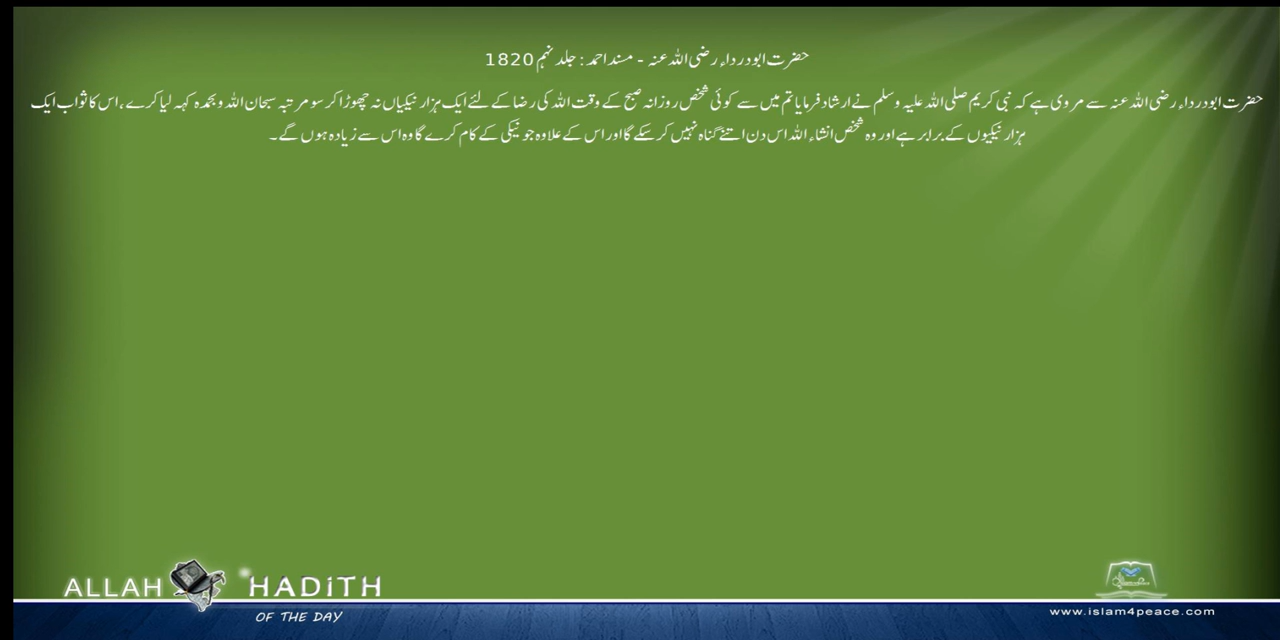 حضرت ابودرداء رضی اللہ عنہ - مسند احمد: جلد نہم 1820
حضرت ابودرداء رضی اللہ عنہ سے مروی ہے کہ نبی کریم صلی اللہ علیہ وسلم نے ارشاد فرمایا تم میں سے کوئی شخص روزانہ صبح کے وقت اللہ کی رضا کے لئے ایک ہزار نیکیاں نہ چھوڑا کر سو مرتبہ سبحان اللہ و بحمدہ کہہ لیا کرے، اس کا ثواب ایک
ہزار نیکیوں کے برابر ہے اور وہ شخص انشاء اللہ اس دن اتنے گناہ نہیں کرسکے گا اور اس کے علاوہ جو نیکی کے کام کرے گا وہ اس سے زیادہ ہوں گے۔
ALLAH HADITH
OF THE DAY
www.islam4peace.com